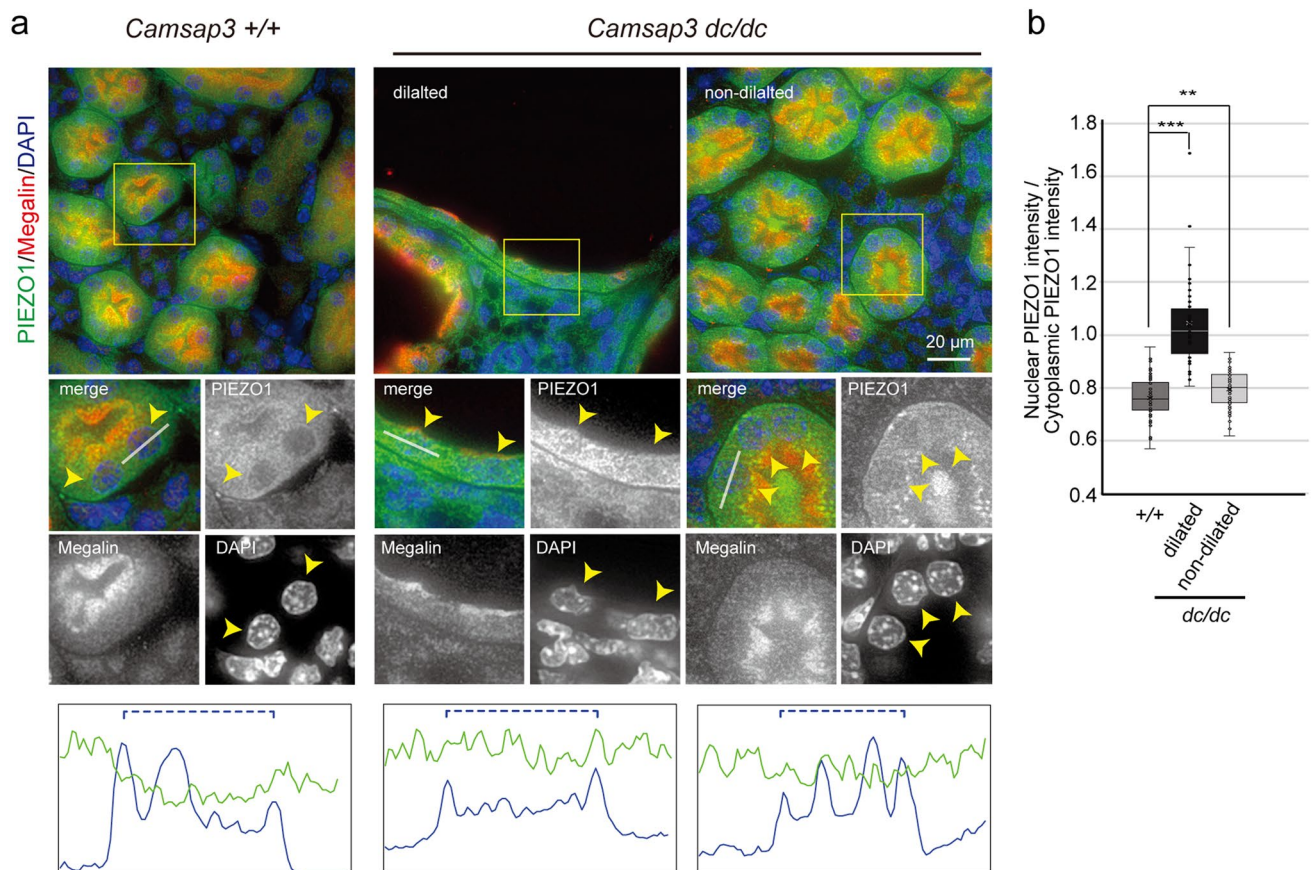 a
Camsap3 +/+
Camsap3 dc/dc
b
PIEZO1/Megalin/DAPI
dilalted
non-dilalted
20 μm
merge
PIEZO1
merge
PIEZO1
merge
PIEZO1
Megalin
DAPI
Megalin
DAPI
Megalin
DAPI
Nuclear PIEZO1 intensity /
Cytoplasmic PIEZO1 intensity
**
***
1.8
1.6
1.4
1.2
1.0
0.8
0.6
0.4
+/+
dilated
non-dilated
dc/dc